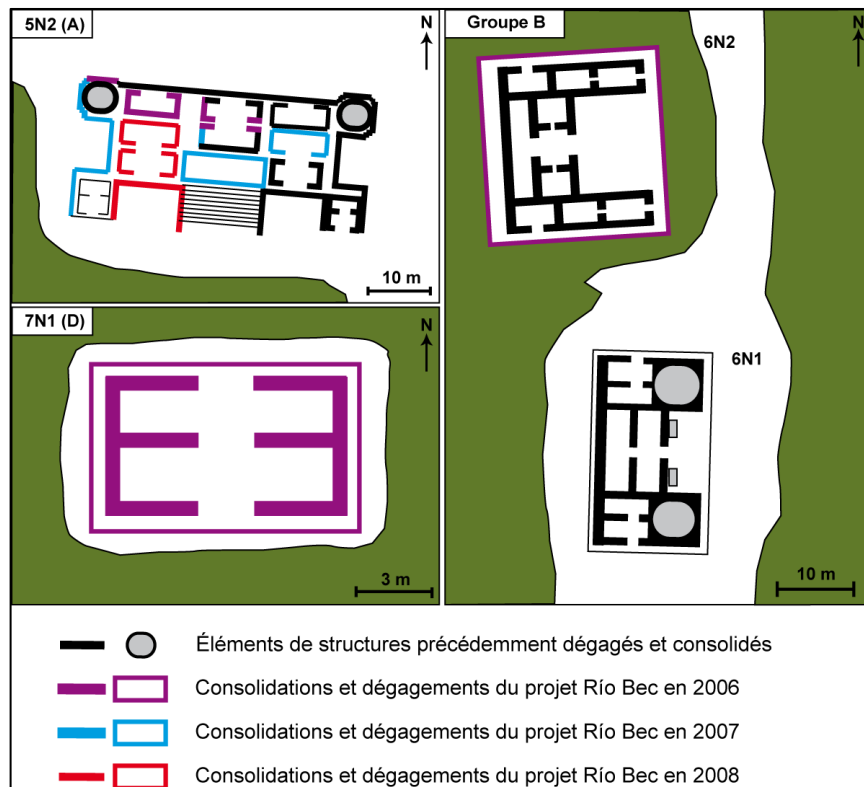 5N2 (A)
N
10 m
Groupe B
6N2
6N1
10 m
7N1 (D)
N
3 m
Éléments de structures précédemment dégagés et consolidés
Consolidations et dégagements du projet Río Bec en 2006
Consolidations et dégagements du projet Río Bec en 2007
Consolidations et dégagements du projet Río Bec en 2008
N